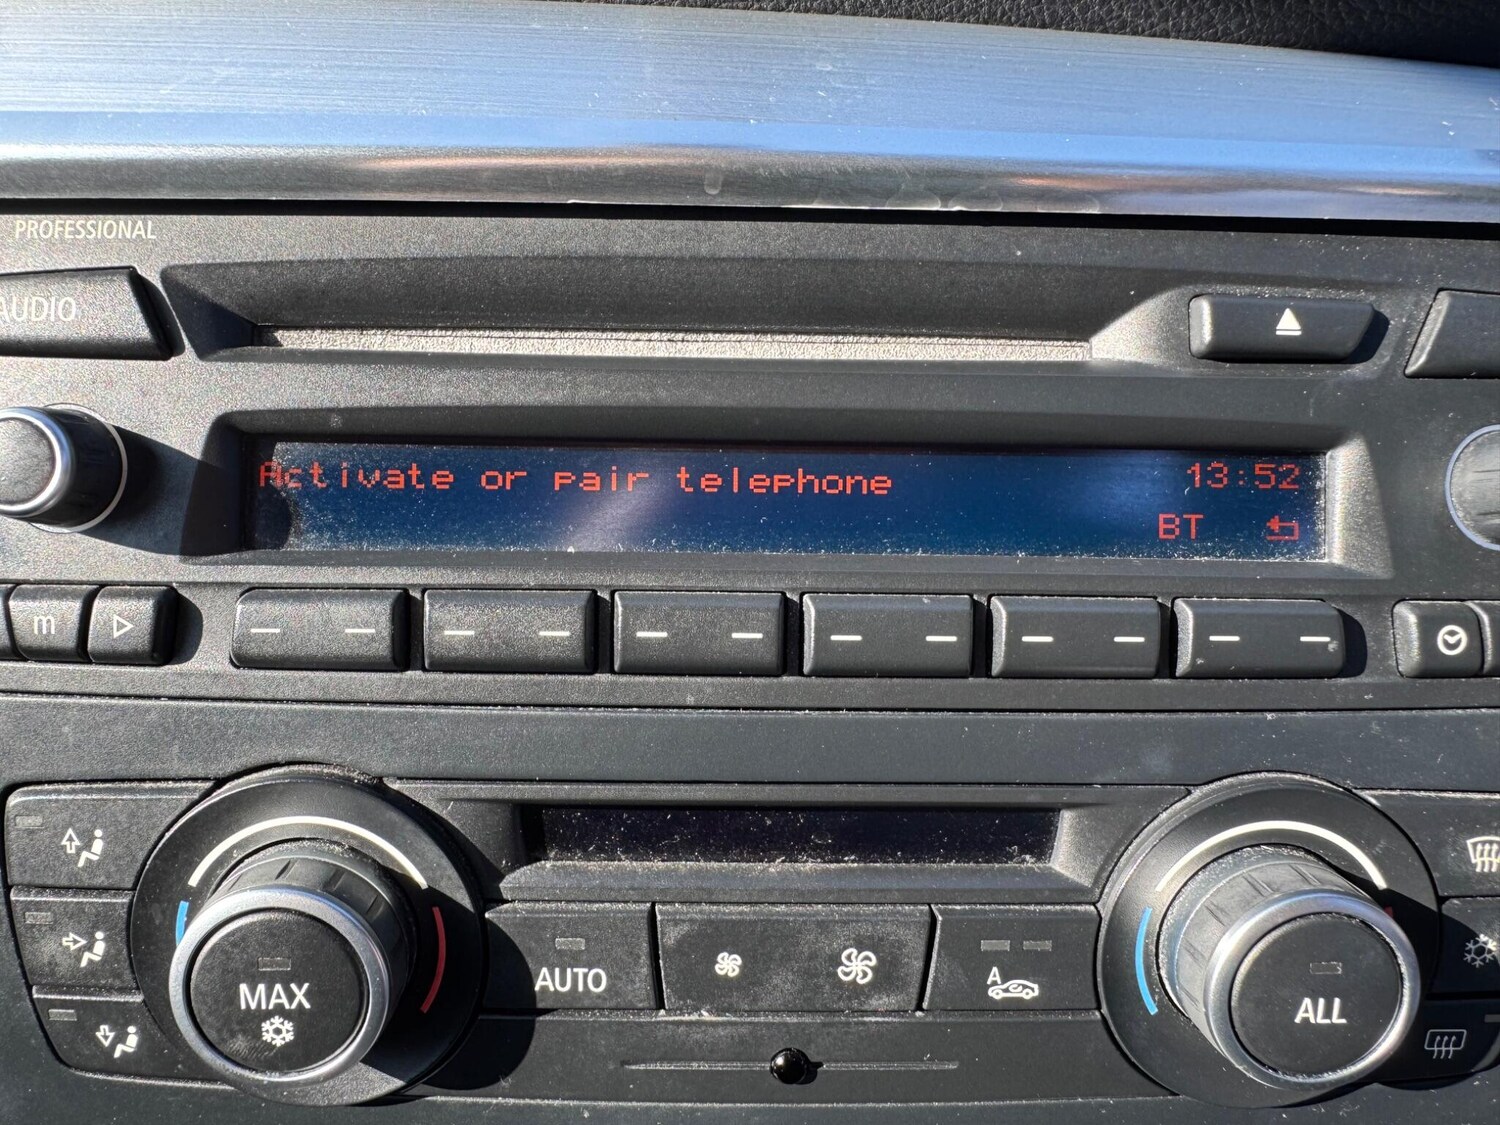 PROFESSIONAL
AUDIO
Activate or pair telephone 13:52
BT
m
MAX
AUTO
A
ALL